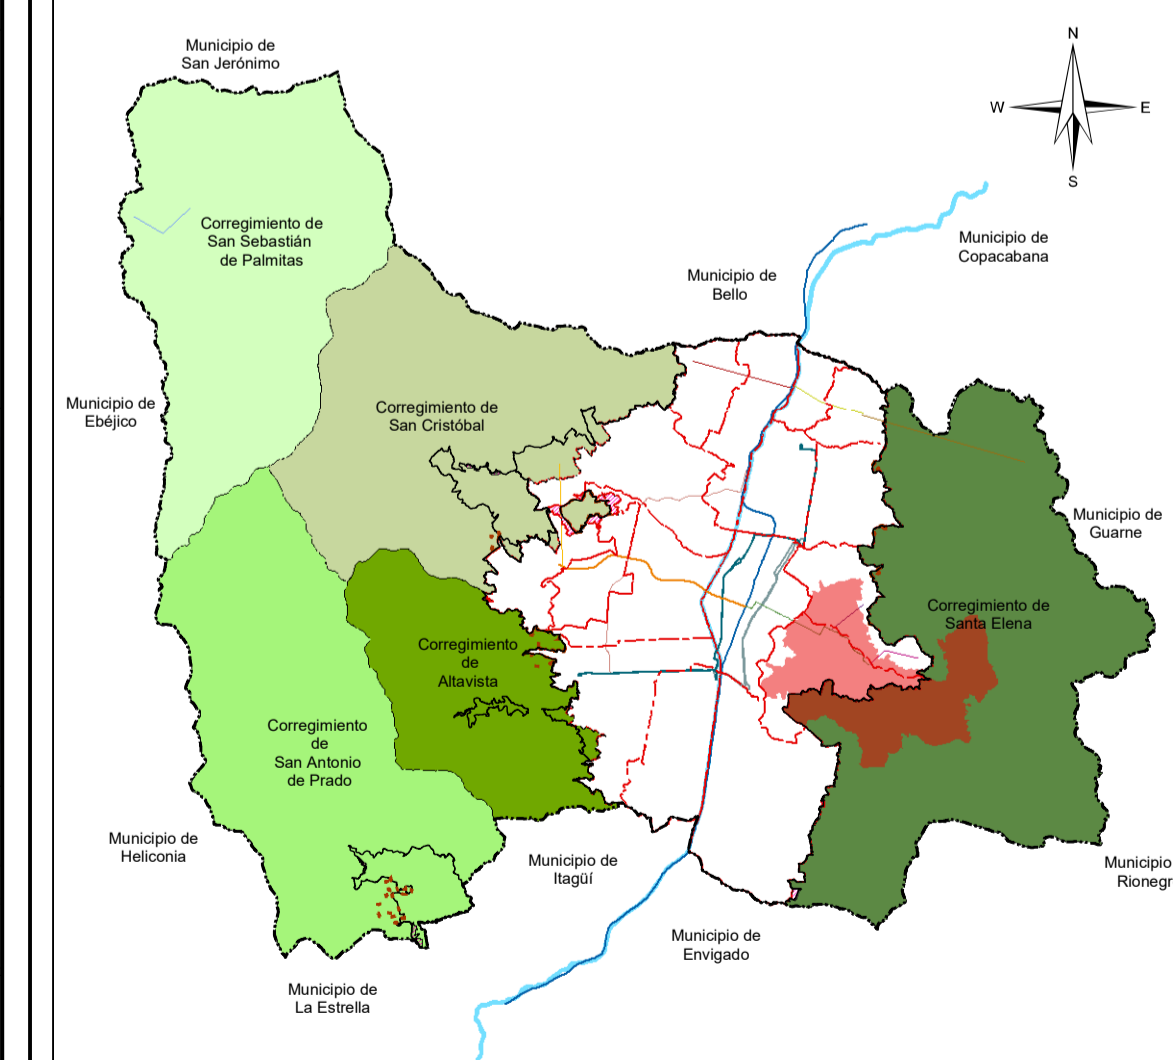 Municipio de
San Jerónimo
N
W
E
S
Corregimiento de
San Sebastián
de Palmitas
Municipio de
Copacabana
Municipio de
Bello
Municipio de
Ebéjico
Corregimiento de
San Cristóbal
Municipio de
Guarne
Corregimiento de
Santa Elena
Corregimiento
de
Altavista
Corregimiento
de
San Antonio
de Prado
Municipio de
Heliconia
Municipio de
Itagüí
Municipio
Rionegr
Municipio de
Envigado
Municipio de
La Estrella